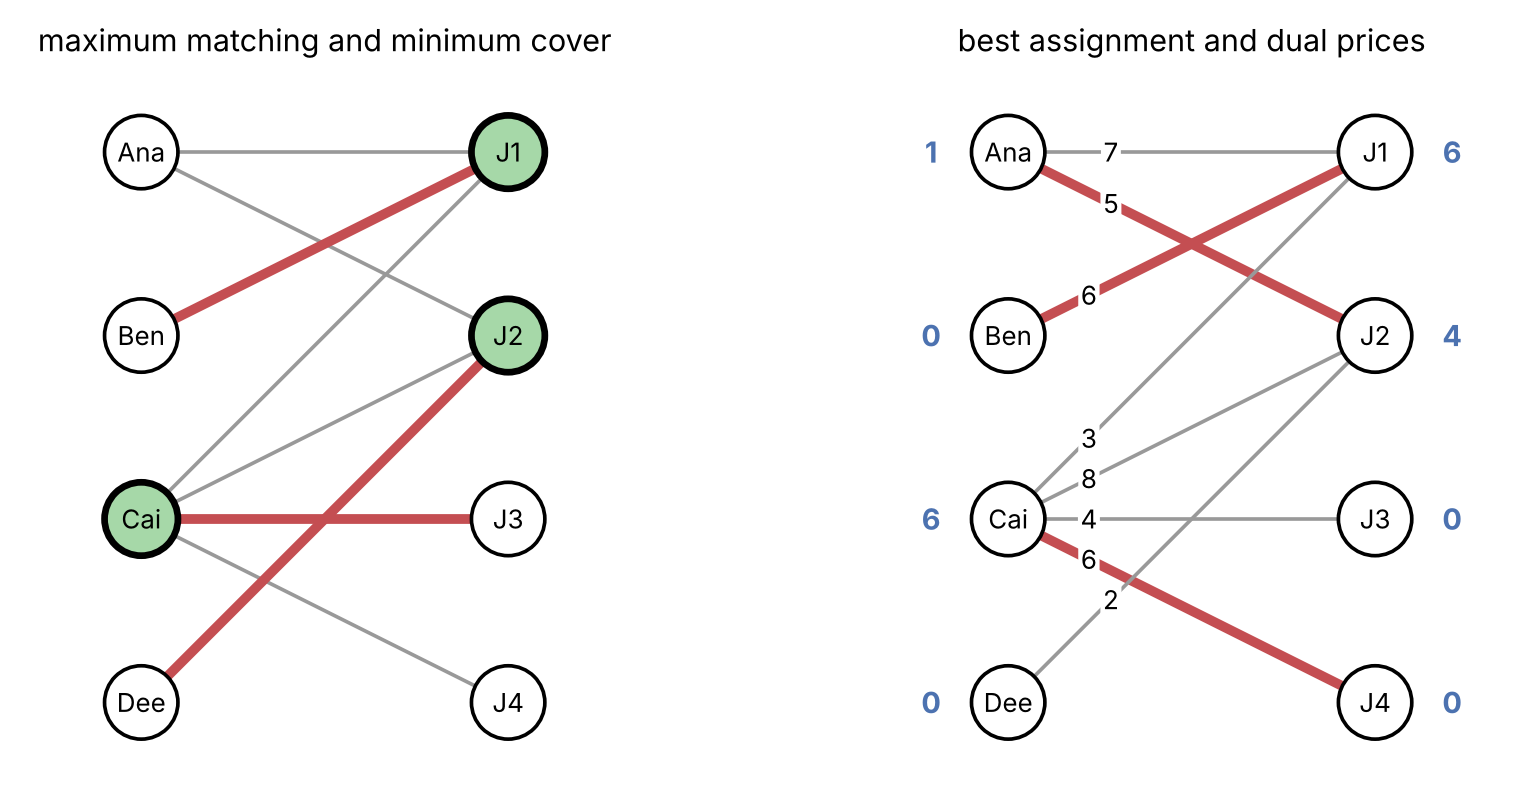 maximum matching and minimum cover
Ana
J1
Ben
J2
Cai
J3
Dee
J4
best assignment and dual prices
1
Ana
7
J1
6
5
6
0
Ben
J2
4
3
8
6
Cai
4
J3
0
6
2
0
Dee
J4
0